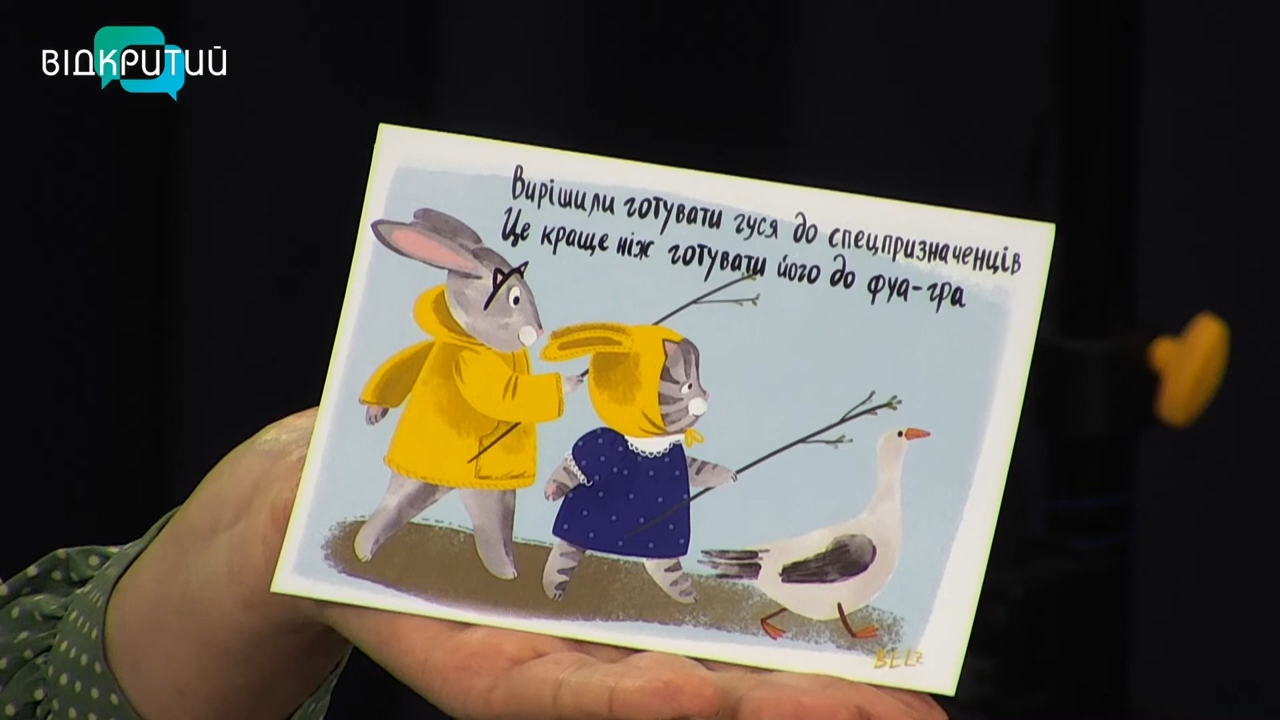 ВІДКРИТИЙ
Вирішили готувати гуся до спецпризначенців
Це краще ніж готувати його до фуа-гра
BELZ